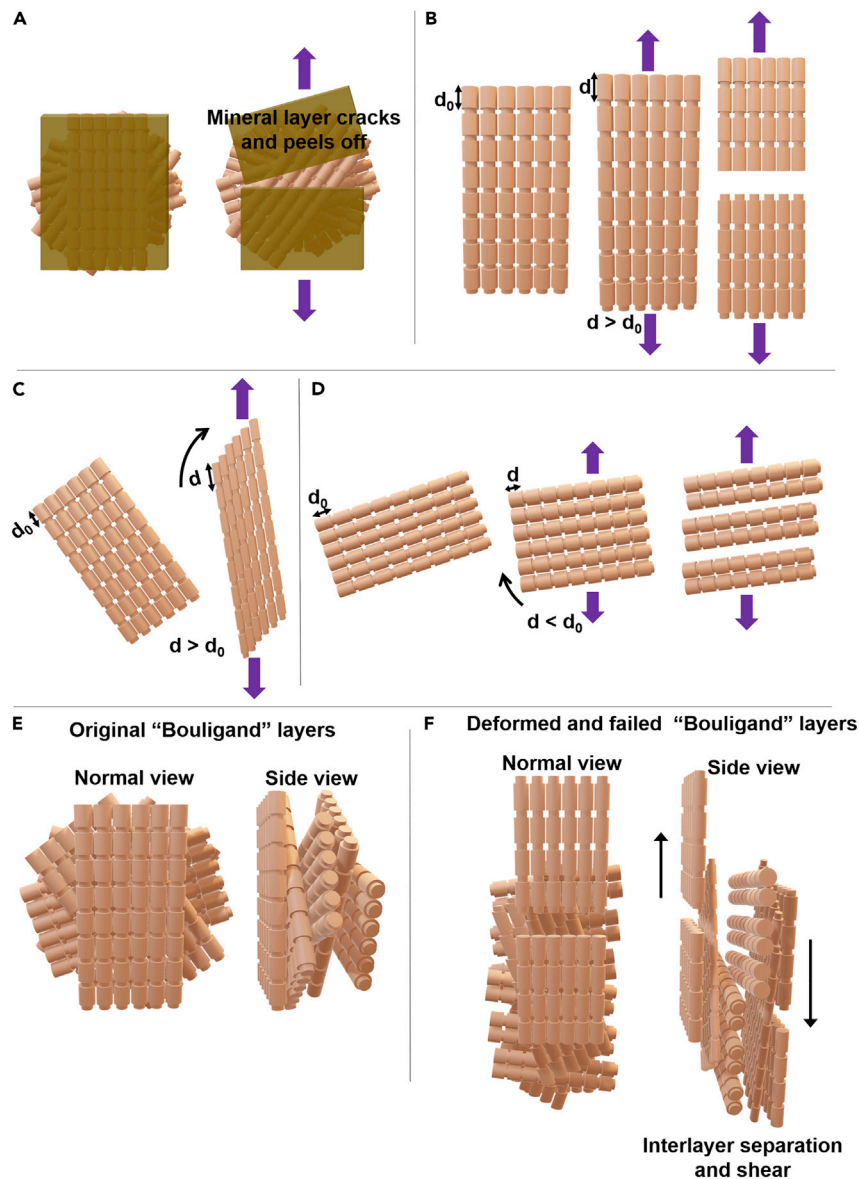 A
Mineral layer cracks
and peels off
B
d₀
d
d > d₀
C
d₀
d
d > d₀
D
d₀
d
d < d₀
E
Original “Bouligand” layers
Normal view
Side view
F
Deformed and failed “Bouligand” layers
Normal view
Side view
Interlayer separation
and shear